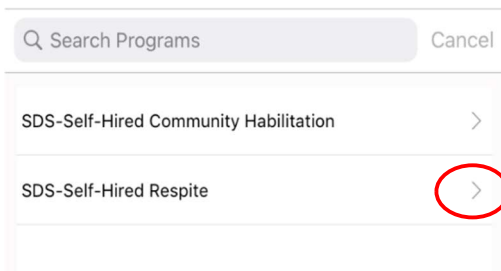 Search Programs
Cancel
SDS-Self-Hired Community Habilitation
SDS-Self-Hired Respite